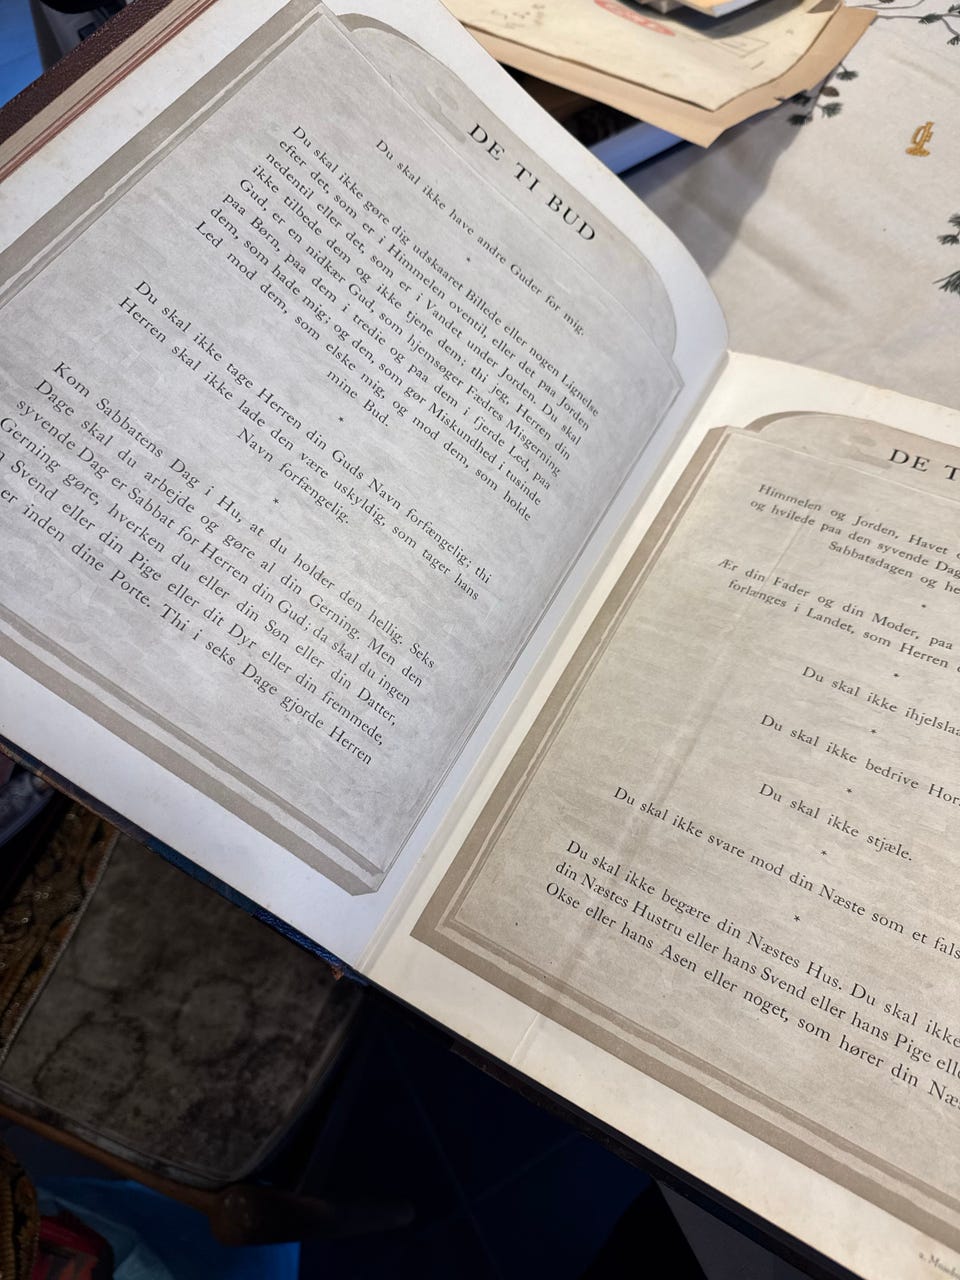 DE TI BUD
Du skal ikke have andre Guder for mig.
*
Du skal ikke gøre dig udskaaret Billede eller nogen Lignelse
efter det, som er i Himmelen oventil, eller det paa Jorden
nedentil eller det, som er i Vandet under Jorden. Du skal
ikke tilbede dem og ikke tjene dem; thi jeg, Herren din
Gud, er en nidkær Gud, som hjemsøger Fædres Misgerning
paa Børn, paa dem i tredie og paa dem i fjerde Led, paa
dem, som hade mig; og den, som gør Miskundhed i tusinde
Led mod dem, som elske mig, og mod dem, som holde
mine Bud.
*
Du skal ikke tage Herren din Guds Navn forfængelig; thi
Herren skal ikke lade den være uskyldig, som tager hans
Navn forfængelig.
*
Kom Sabbatens Dag i Hu, at du holder den hellig. Seks
Dage skal du arbejde og gøre al din Gerning. Men den
syvende Dag er Sabbat for Herren din Gud; da skal du ingen
Gerning gøre, hverken du eller din Søn eller din Datter,
Svend eller din Pige eller dit Dyr eller din fremmede,
er inden dine Porte. Thi i seks Dage gjorde Herren
DE T
Himmelen og Jorden, Havet
og hvilede paa den syvende Dag
Sabbatsdagen og he
*
Ær din Fader og din Moder, paa
forlænges i Landet, som Herren
*
Du skal ikke ihjelslaa
*
Du skal ikke bedrive Hor
*
Du skal ikke stjæle.
*
Du skal ikke svare mod din Næste som et fals
*
Du skal ikke begære din Næstes Hus. Du skal ikke
din Næstes Hustru eller hans Svend eller hans Pige elle
Okse eller hans Asen eller noget, som hører din Næs